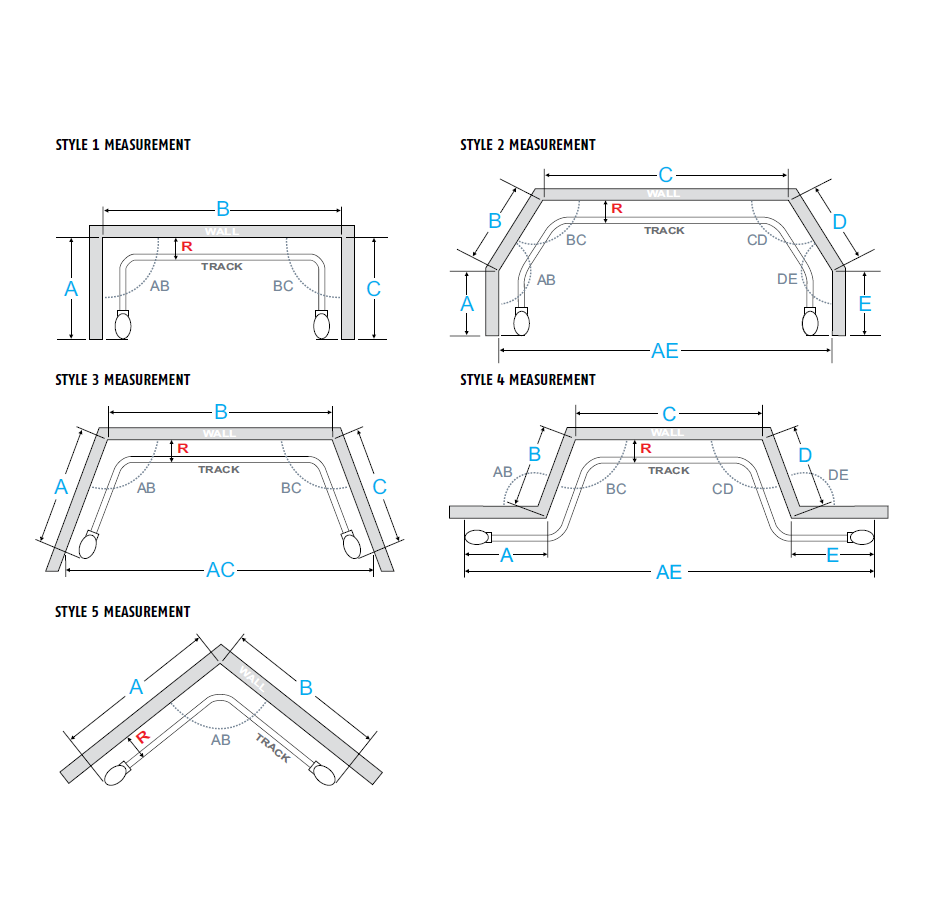 STYLE 1 MEASUREMENT
B
WALL
R
TRACK
A
AB
BC
C
STYLE 2 MEASUREMENT
C
WALL
B
R
D
TRACK
BC
CD
AB
DE
A
E
AE
STYLE 3 MEASUREMENT
B
WALL
R
TRACK
A
AB
BC
C
AC
STYLE 4 MEASUREMENT
C
WALL
B
R
D
AB
TRACK
DE
BC
CD
A
E
AE
STYLE 5 MEASUREMENT
WALL
A
B
R
AB
TRACK